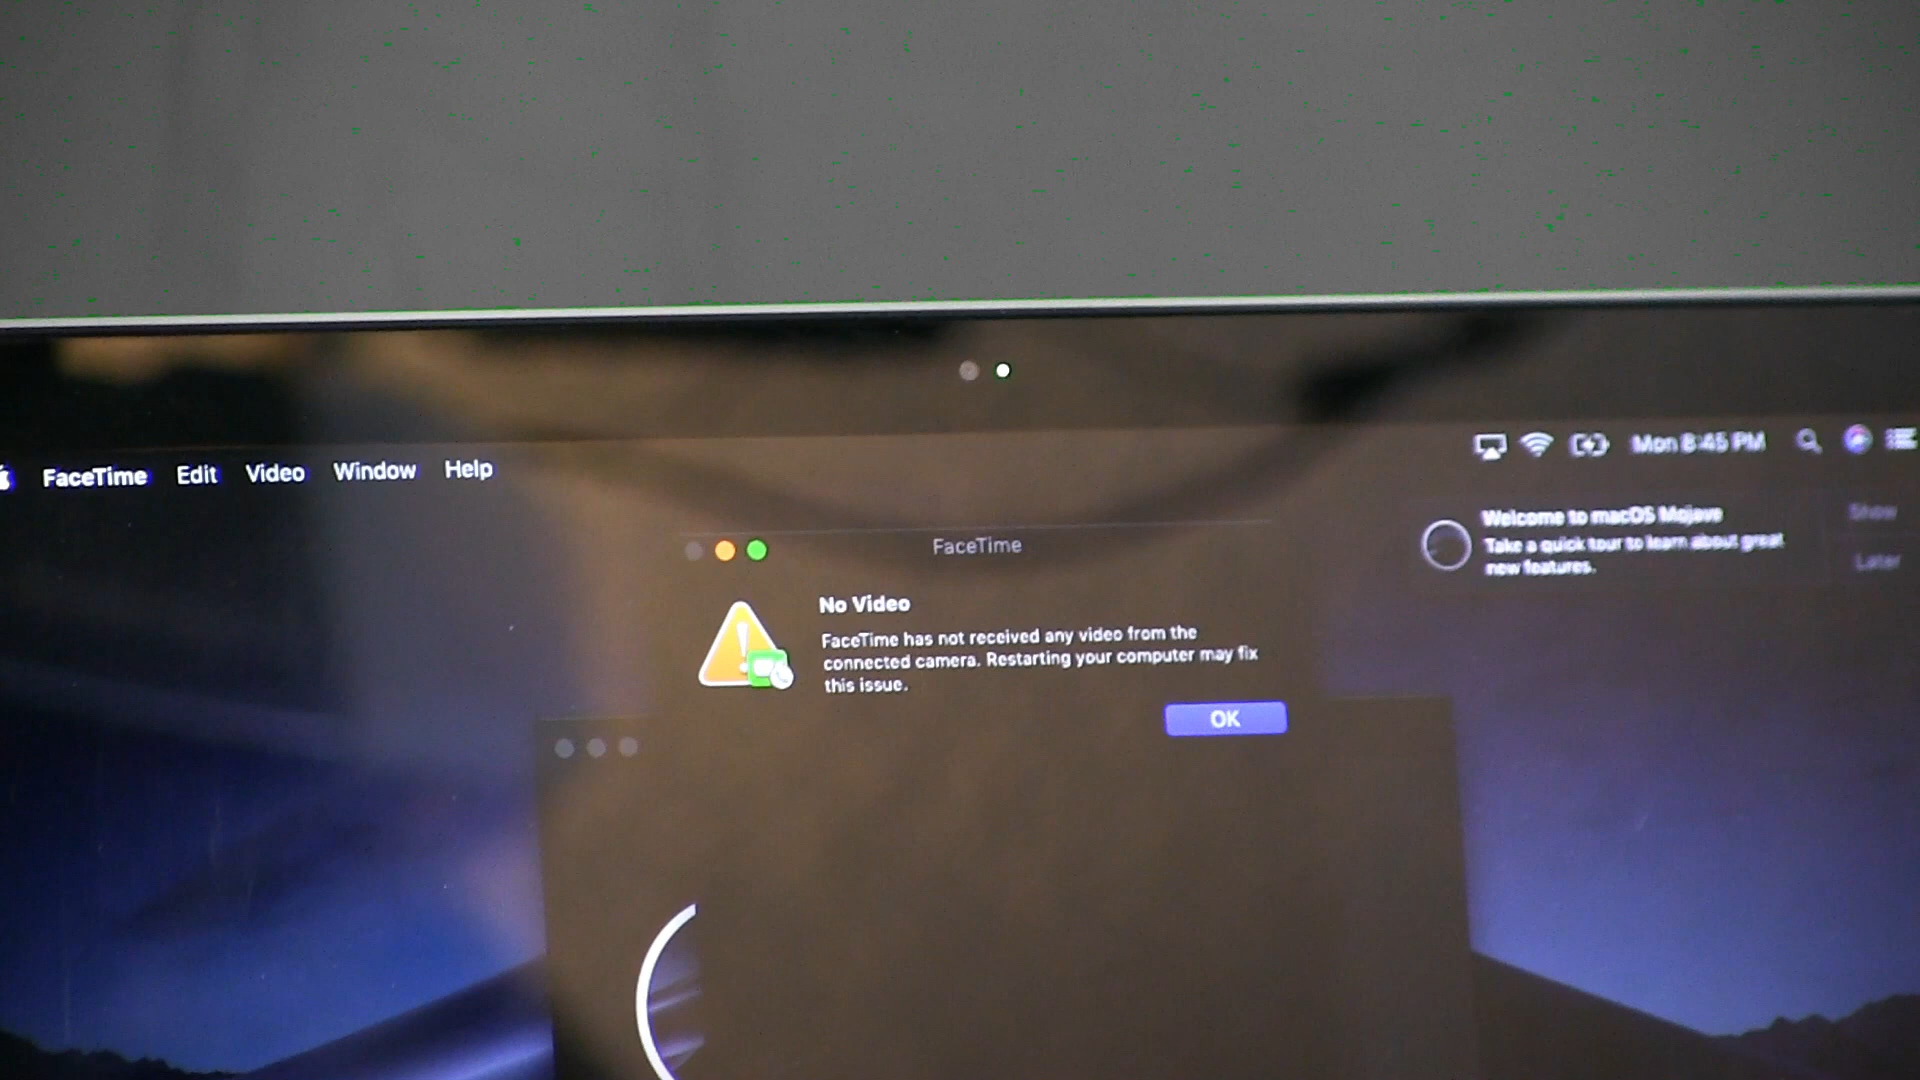 FaceTime Edit Video Window Help
Mon 8:45 PM
Welcome to macOS Mojave
Take a quick tour to learn about great
new features.
Show
Later
FaceTime
No Video
FaceTime has not received any video from the
connected camera. Restarting your computer may fix
this issue.
OK